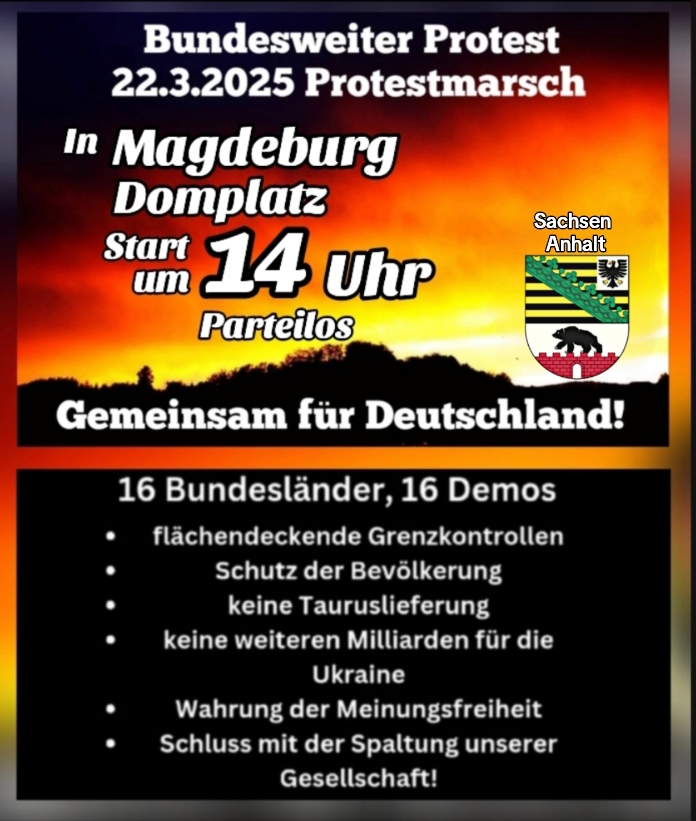 Bundesweiter Protest
22.3.2025 Protestmarsch
In Magdeburg
Domplatz
Start
um 14 Uhr
Parteilos
Sachsen
Anhalt
Gemeinsam für Deutschland!
16 Bundesländer, 16 Demos
• flächendeckende Grenzkontrollen
• Schutz der Bevölkerung
• keine Tauruslieferung
• keine weiteren Milliarden für die
Ukraine
• Wahrung der Meinungsfreiheit
• Schluss mit der Spaltung unserer
Gesellschaft!